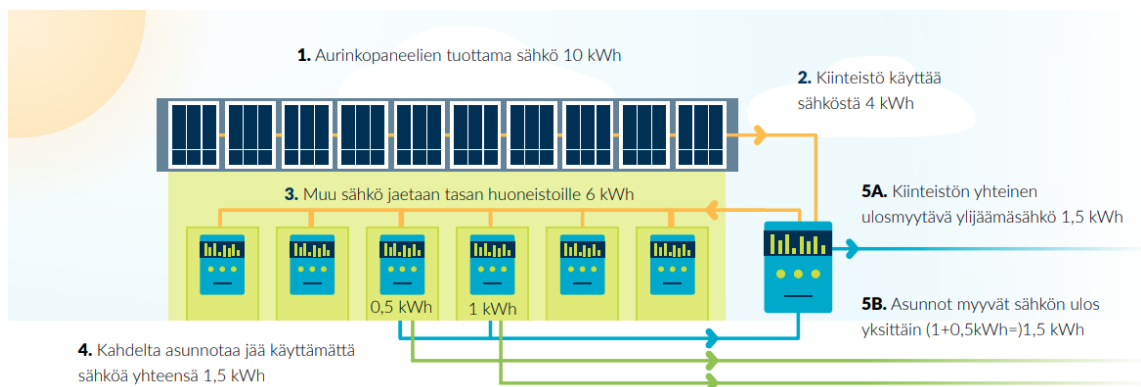 1. Aurinkopaneelien tuottama sähkö 10 kWh
2. Kiinteistö käyttää
sähköstä 4 kWh
3. Muu sähkö jaetaan tasan huoneistoille 6 kWh
5A. Kiinteistön yhteinen
ulosmyytävä ylijäämäsähkö 1,5 kWh
0,5 kWh
1 kWh
5B. Asunnot myyvät sähkön ulos
yksittäin (1+0,5kWh=)1,5 kWh
4. Kahdelta asunnotaa jää käyttämättä
sähköä yhteensä 1,5 kWh